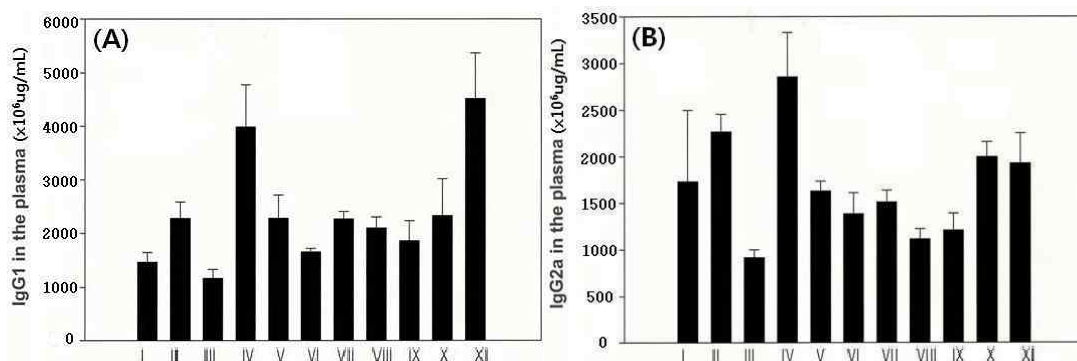 (A)
IgG1 in the plasma (x10⁶ug/mL)
6000
5000
4000
3000
2000
1000
0
I II III IV V VI VII VIII IX X XI
(B)
IgG2a in the plasma (x10⁶ug/mL)
3500
3000
2500
2000
1500
1000
500
0
I II III IV V VI VII VIII IX X XI